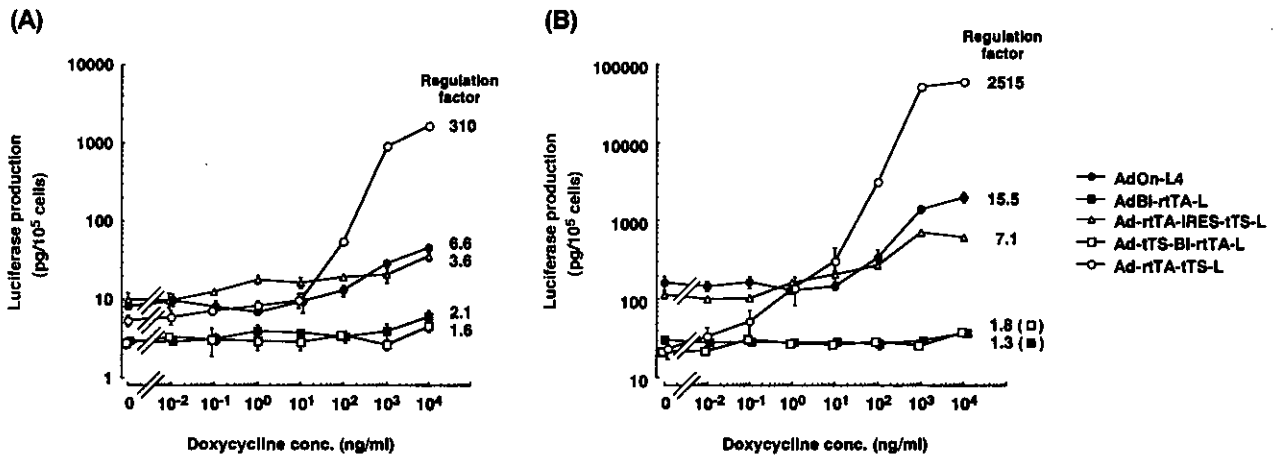 (A)
Luciferase production
(pg/10⁵ cells)
10000
1000
100
10
1
Regulation
factor
310
6.6
3.6
2.1
1.6
0 10⁻² 10⁻¹ 10⁰ 10¹ 10² 10³ 10⁴
Doxycycline conc. (ng/ml)
(B)
Luciferase production
(pg/10⁵ cells)
100000
10000
1000
100
10
Regulation
factor
2515
15.5
7.1
1.8 (□)
1.3 (■)
0 10⁻² 10⁻¹ 10⁰ 10¹ 10² 10³ 10⁴
Doxycycline conc. (ng/ml)
AdOn-L4
AdBI-rtTA-L
Ad-rtTA-IRES-tTS-L
Ad-tTS-BI-rtTA-L
Ad-rtTA-tTS-L